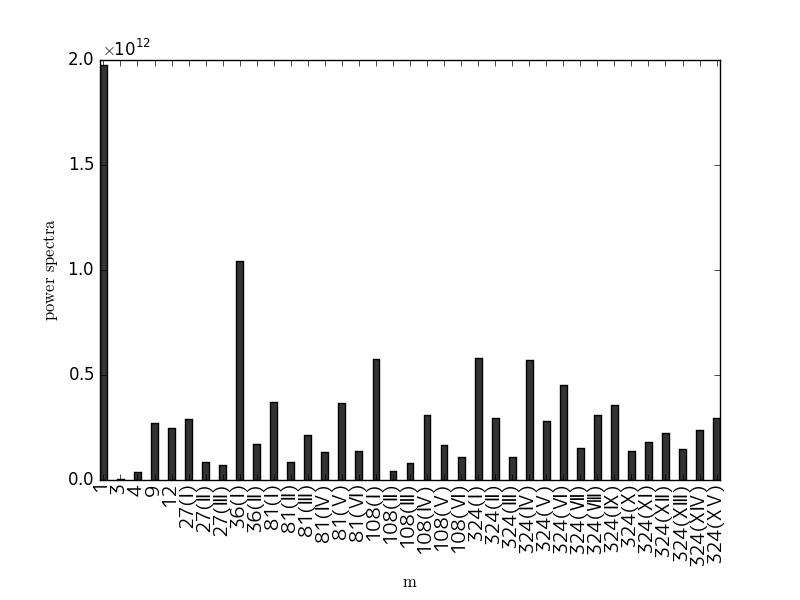 ×10¹²
2.0
1.5
1.0
0.5
0.0
power spectra
1
3
4
9
12
27(I)
27(II)
27(III)
36(I)
36(II)
81(I)
81(II)
81(III)
81(IV)
81(V)
81(VI)
108(I)
108(II)
108(III)
108(IV)
108(V)
108(VI)
324(I)
324(II)
324(III)
324(IV)
324(V)
324(VI)
324(VII)
324(VIII)
324(IX)
324(X)
324(XI)
324(XII)
324(XIII)
324(XIV)
324(XV)
m